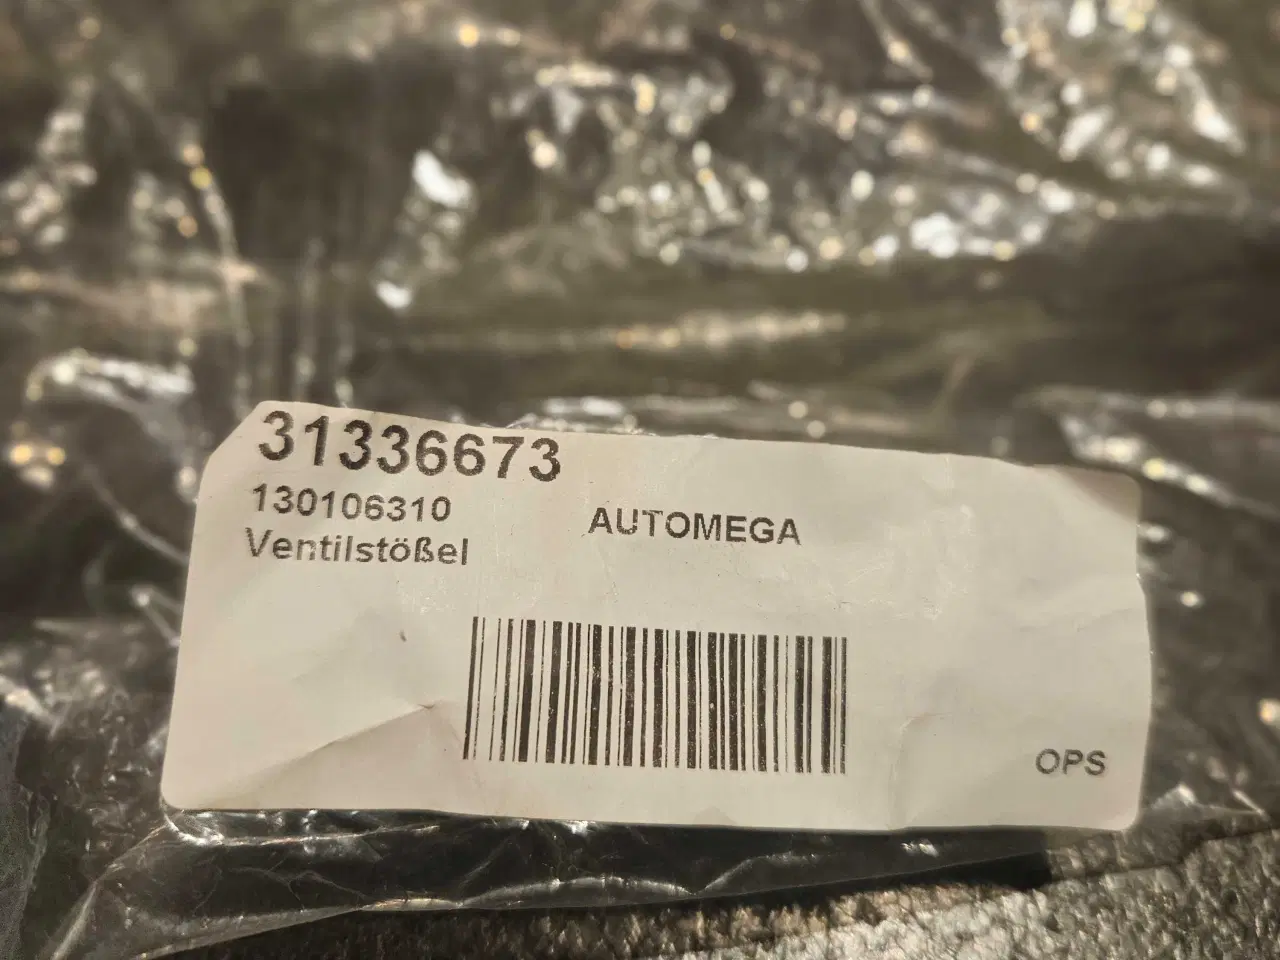 31336673
130106310
AUTOMEGA
Ventilstößel
OPS